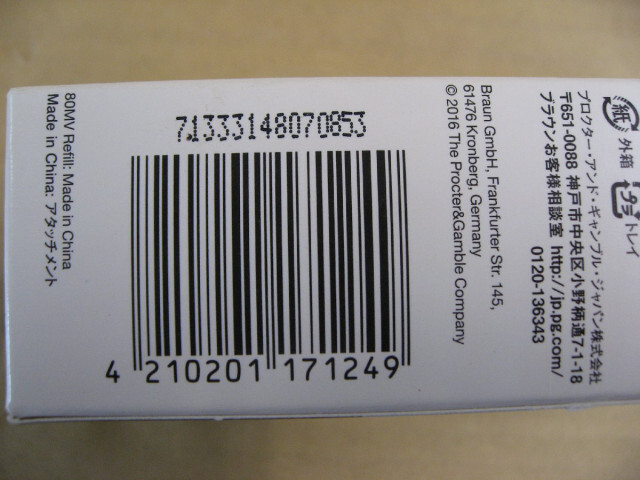 71333148070853
4 210201 171249
80MV Refill: Made in China
Made in China: アタッチメント
Braun GmbH, Frankfurter Str. 145,
61476 Kronberg, Germany
© 2016 The Procter&Gamble Company
紙 外箱
プラ トレイ
プロクター・アンド・ギャンブル・ジャパン株式会社
〒651-0088 神戸市中央区小野柄通7-1-18
ブラウンお客様相談室 http://jp.pg.com/
0120-136343